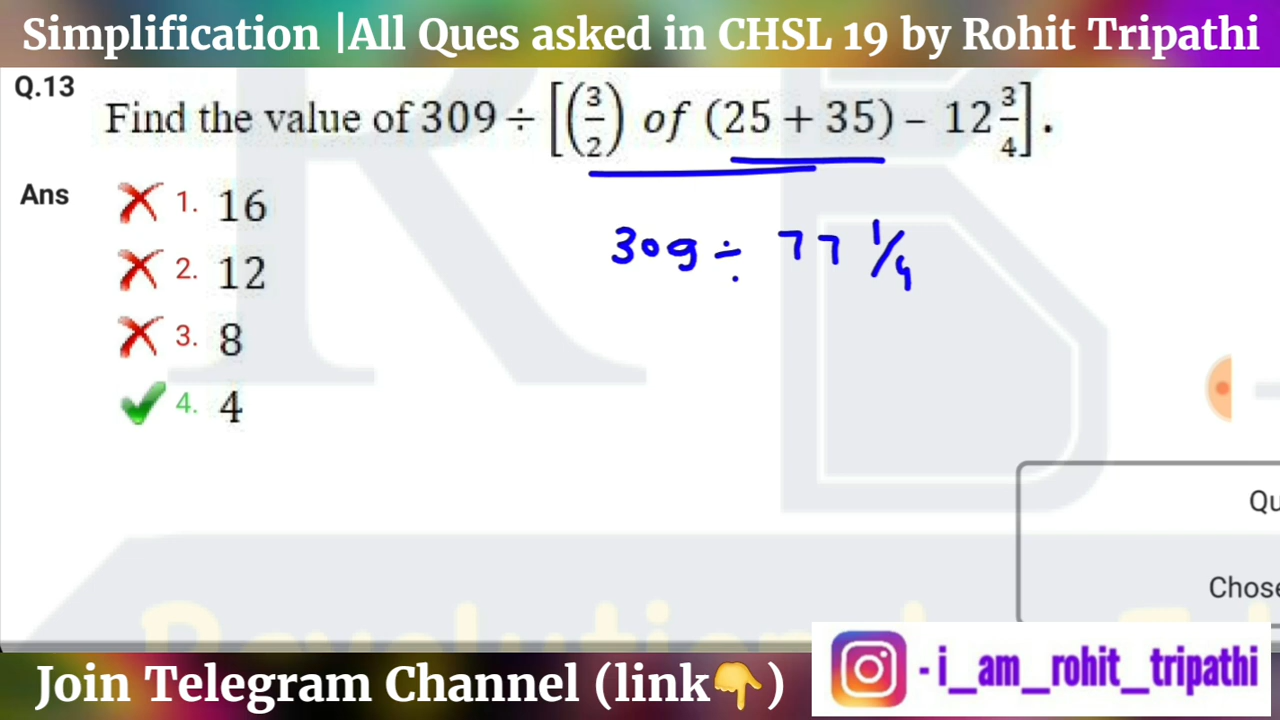 Simplification |All Ques asked in CHSL 19 by Rohit Tripathi
Q.13
Find the value of 309 ÷ [(3/2) of (25 + 35) – 12 3/4].
309 ÷ 77 1/4
Ans
1. 16
2. 12
3. 8
4. 4
Qu
Chose
Join Telegram Channel (link👇)
- i_am_rohit_tripathi